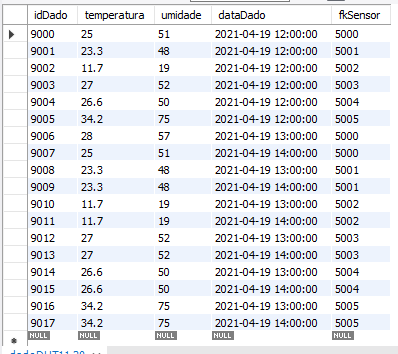 idDado temperatura umidade dataDado fkSensor
9000 25 51 2021-04-19 12:00:00 5000
9001 23.3 48 2021-04-19 12:00:00 5001
9002 11.7 19 2021-04-19 12:00:00 5002
9003 27 52 2021-04-19 12:00:00 5003
9004 26.6 50 2021-04-19 12:00:00 5004
9005 34.2 75 2021-04-19 12:00:00 5005
9006 28 57 2021-04-19 13:00:00 5000
9007 25 51 2021-04-19 14:00:00 5000
9008 23.3 48 2021-04-19 13:00:00 5001
9009 23.3 48 2021-04-19 14:00:00 5001
9010 11.7 19 2021-04-19 13:00:00 5002
9011 11.7 19 2021-04-19 14:00:00 5002
9012 27 52 2021-04-19 13:00:00 5003
9013 27 52 2021-04-19 14:00:00 5003
9014 26.6 50 2021-04-19 13:00:00 5004
9015 26.6 50 2021-04-19 14:00:00 5004
9016 34.2 75 2021-04-19 13:00:00 5005
9017 34.2 75 2021-04-19 14:00:00 5005
NULL NULL NULL NULL NULL